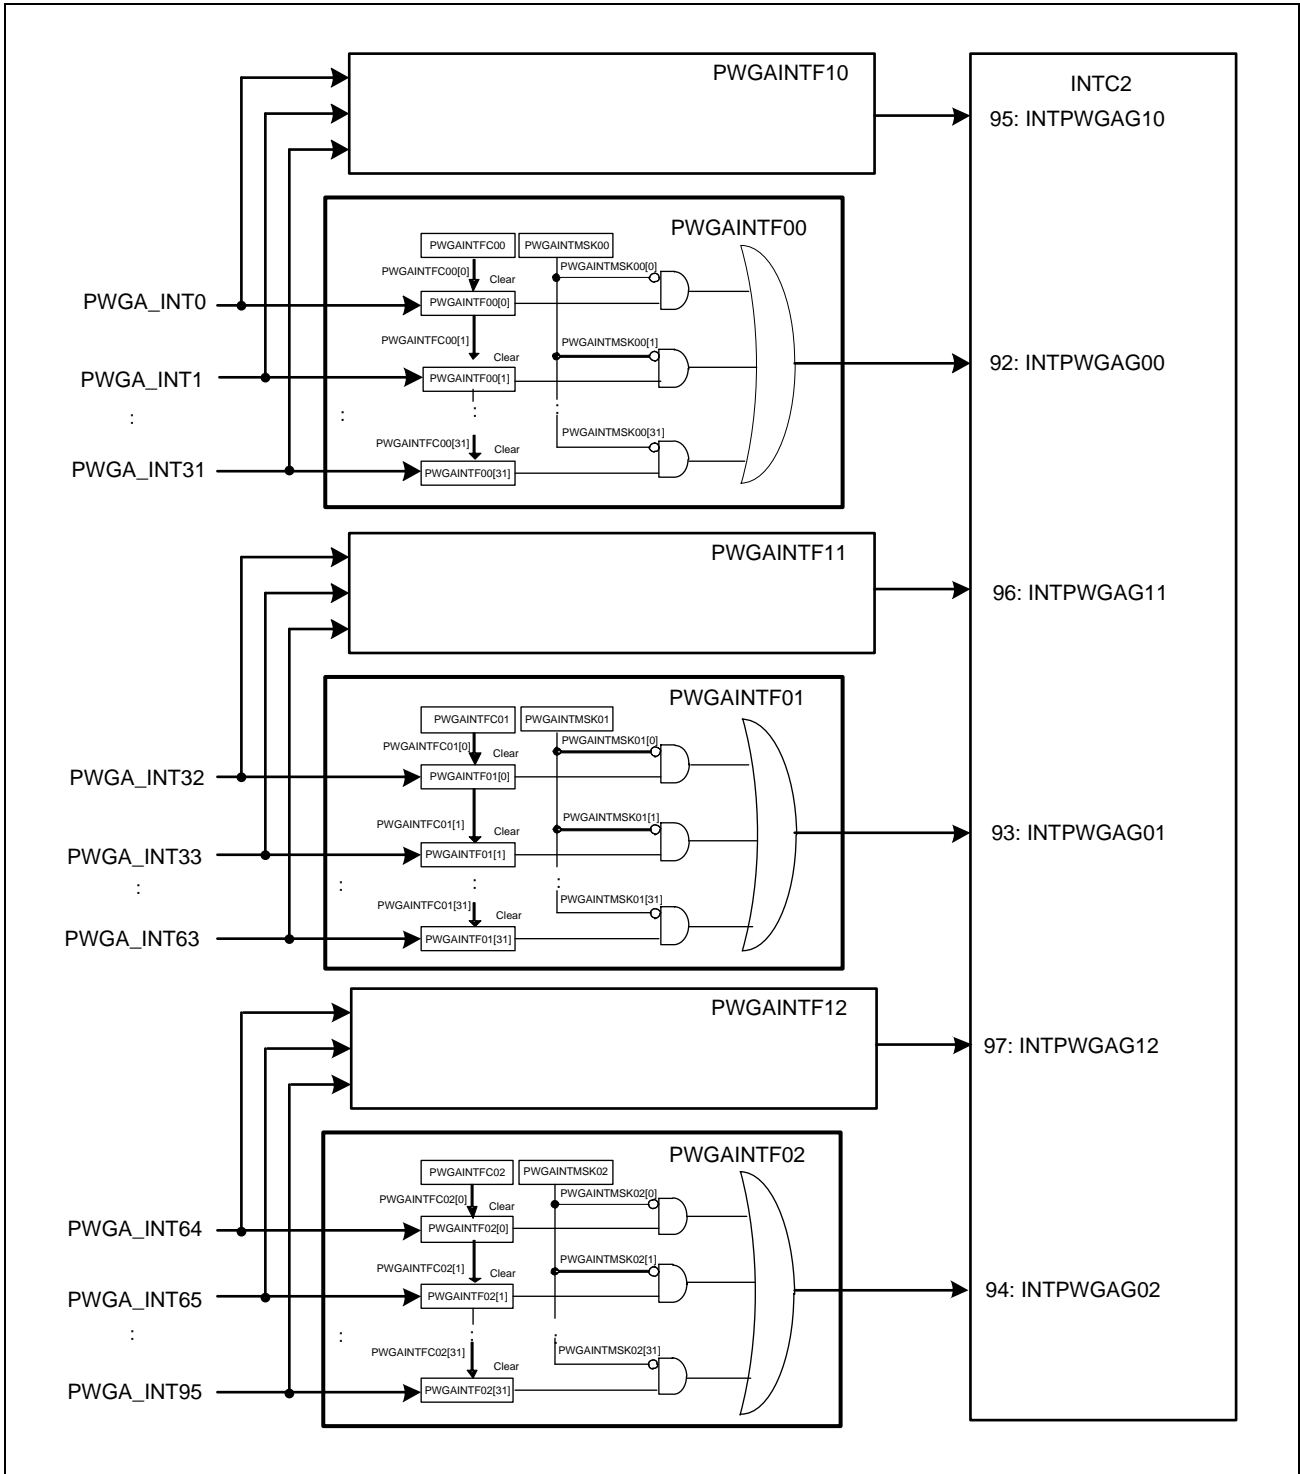 PWGAINTF10
INTC2
95: INTPWGAG10
PWGAINTF00
PWGAINTFC00
PWGAINTMSK00
PWGAINTFC00[0]
Clear
PWGAINTMSK00[0]
PWGA_INT0
PWGAINTF00[0]
PWGAINTFC00[1]
Clear
PWGAINTMSK00[1]
92: INTPWGAG00
PWGA_INT1
PWGAINTF00[1]
:
:
:
:
PWGAINTFC00[31]
Clear
PWGAINTMSK00[31]
PWGA_INT31
PWGAINTF00[31]
PWGAINTF11
96: INTPWGAG11
PWGAINTF01
PWGAINTFC01
PWGAINTMSK01
PWGAINTFC01[0]
Clear
PWGAINTMSK01[0]
PWGA_INT32
PWGAINTF01[0]
PWGAINTFC01[1]
Clear
PWGAINTMSK01[1]
93: INTPWGAG01
PWGA_INT33
PWGAINTF01[1]
:
:
:
:
PWGAINTFC01[31]
Clear
PWGAINTMSK01[31]
PWGA_INT63
PWGAINTF01[31]
PWGAINTF12
97: INTPWGAG12
PWGAINTF02
PWGAINTFC02
PWGAINTMSK02
PWGAINTFC02[0]
Clear
PWGAINTMSK02[0]
PWGA_INT64
PWGAINTF02[0]
PWGAINTFC02[1]
Clear
PWGAINTMSK02[1]
94: INTPWGAG02
PWGA_INT65
PWGAINTF02[1]
:
:
:
:
PWGAINTFC02[31]
Clear
PWGAINTMSK02[31]
PWGA_INT95
PWGAINTF02[31]